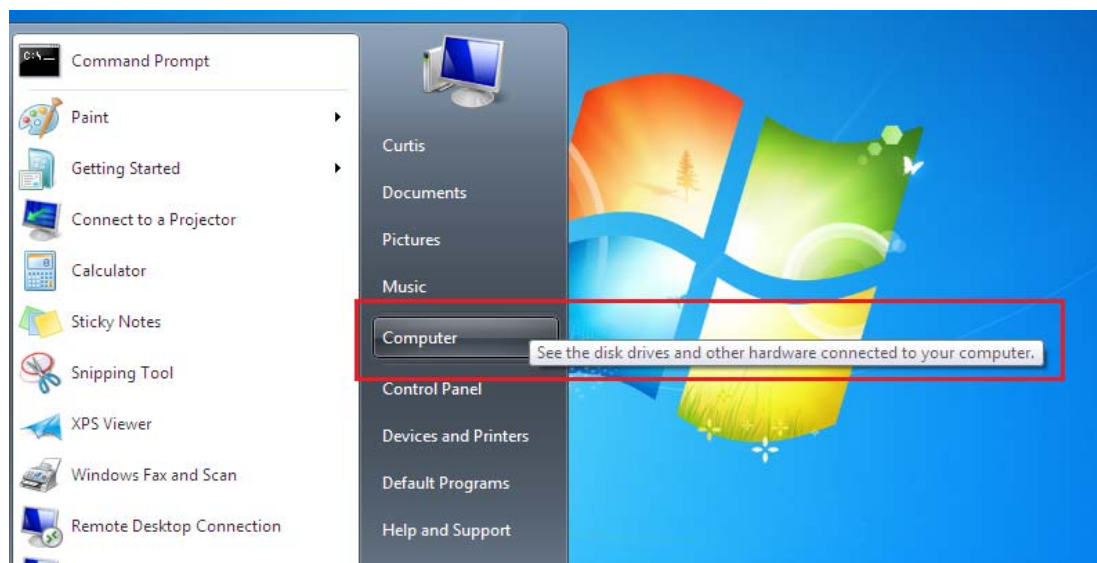 Command Prompt
Paint
Getting Started
Connect to a Projector
Calculator
Sticky Notes
Snipping Tool
XPS Viewer
Windows Fax and Scan
Remote Desktop Connection
Curtis
Documents
Pictures
Music
Computer
See the disk drives and other hardware connected to your computer.
Control Panel
Devices and Printers
Default Programs
Help and Support